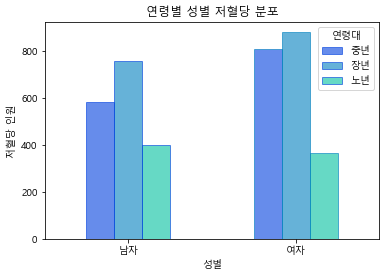 연령별 성별 저혈당 분포
연령대
중년
장년
노년
저혈당 인원
800
600
400
200
0
남자
여자
성별